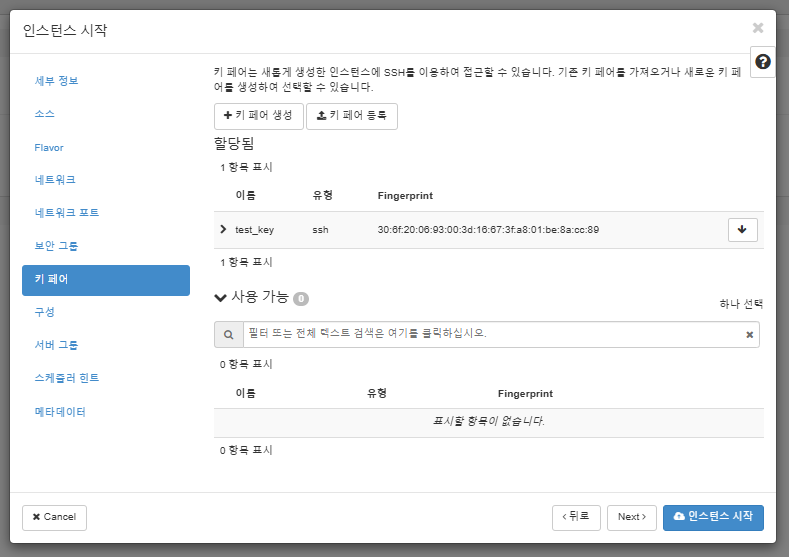 인스턴스 시작
세부 정보
소스
Flavor
네트워크
네트워크 포트
보안 그룹
키 페어
구성
서버 그룹
스케줄러 힌트
메타데이터
키 페어는 새롭게 생성한 인스턴스에 SSH를 이용하여 접근할 수 있습니다. 기존 키 페어를 가져오거나 새로운 키 페
어를 생성하여 선택할 수 있습니다.
키 페어 생성 키 페어 등록
할당됨
1 항목 표시
이름 유형 Fingerprint
test_key ssh 30:6f:20:06:93:00:3d:16:67:3f:a8:01:be:8a:cc:89
1 항목 표시
사용 가능 0
하나 선택
필터 또는 전체 텍스트 검색은 여기를 클릭하십시오.
0 항목 표시
이름 유형 Fingerprint
표시할 항목이 없습니다.
0 항목 표시
Cancel ‹ 뒤로 Next › 인스턴스 시작